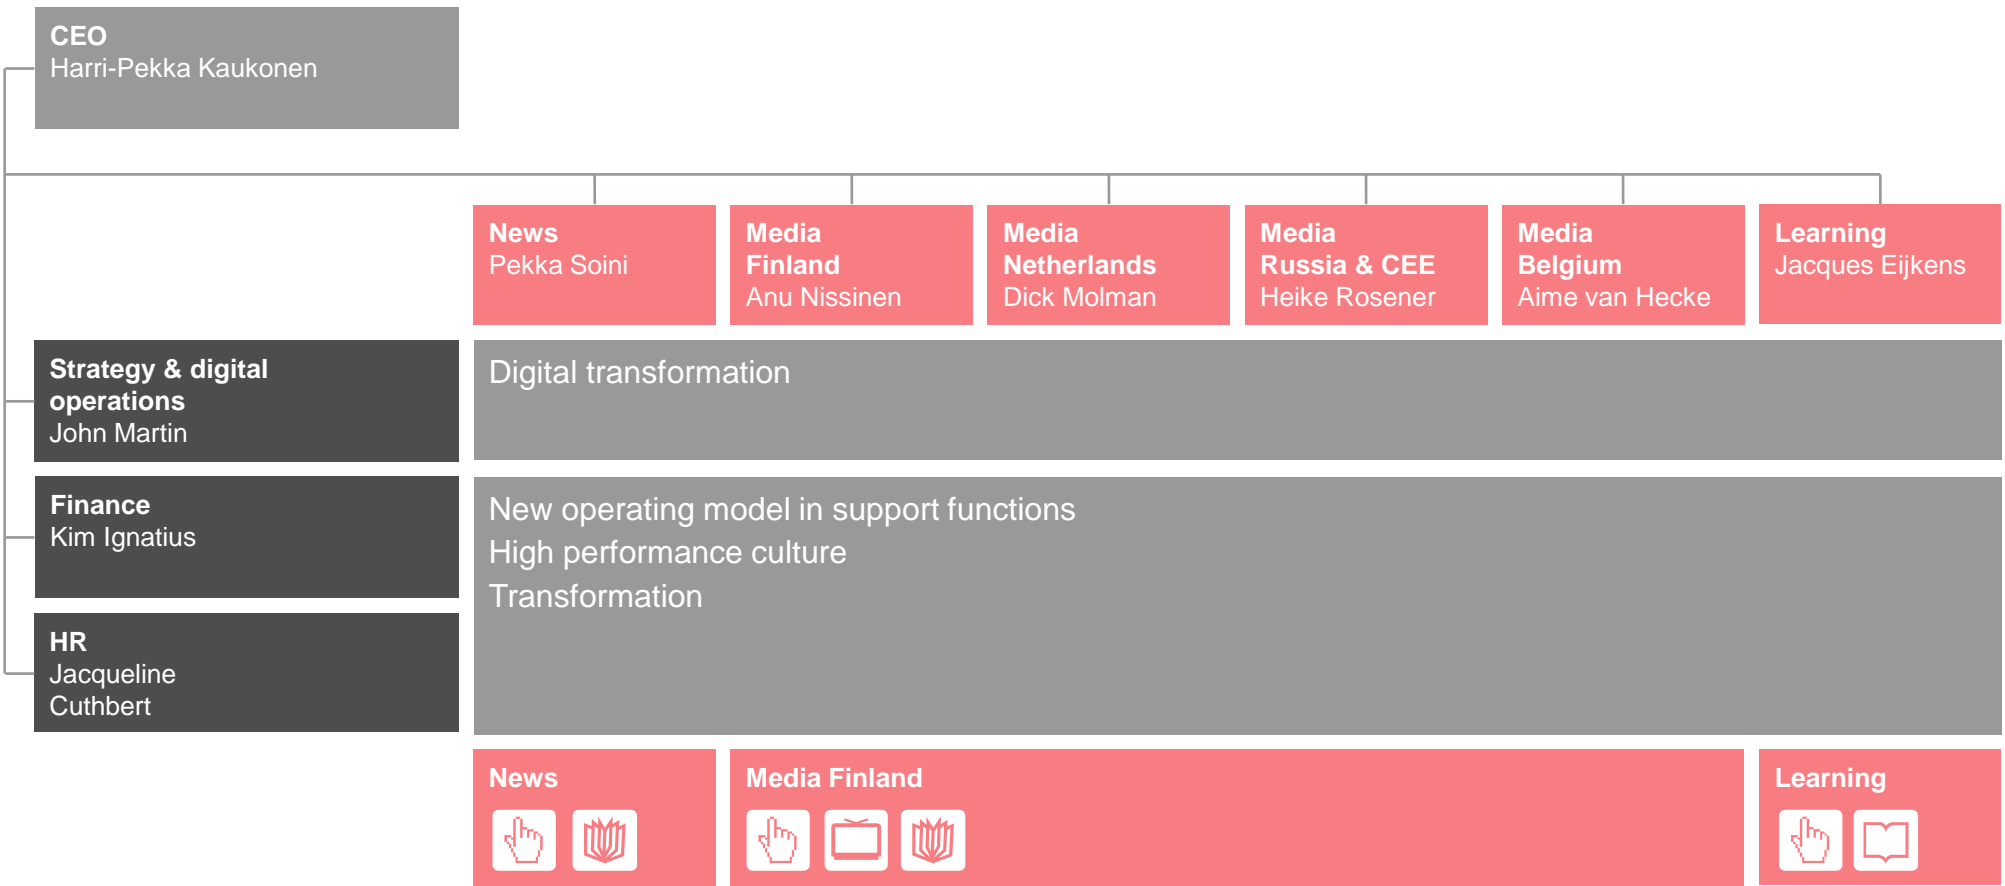 CEO
Harri-Pekka Kaukonen
News
Pekka Soini
Media
Finland
Anu Nissinen
Media
Netherlands
Dick Molman
Media
Russia & CEE
Heike Rosener
Media
Belgium
Aime van Hecke
Learning
Jacques Eijkens
Strategy & digital
operations
John Martin
Digital transformation
Finance
Kim Ignatius
New operating model in support functions
High performance culture
Transformation
HR
Jacqueline
Cuthbert
News
Media Finland
Learning